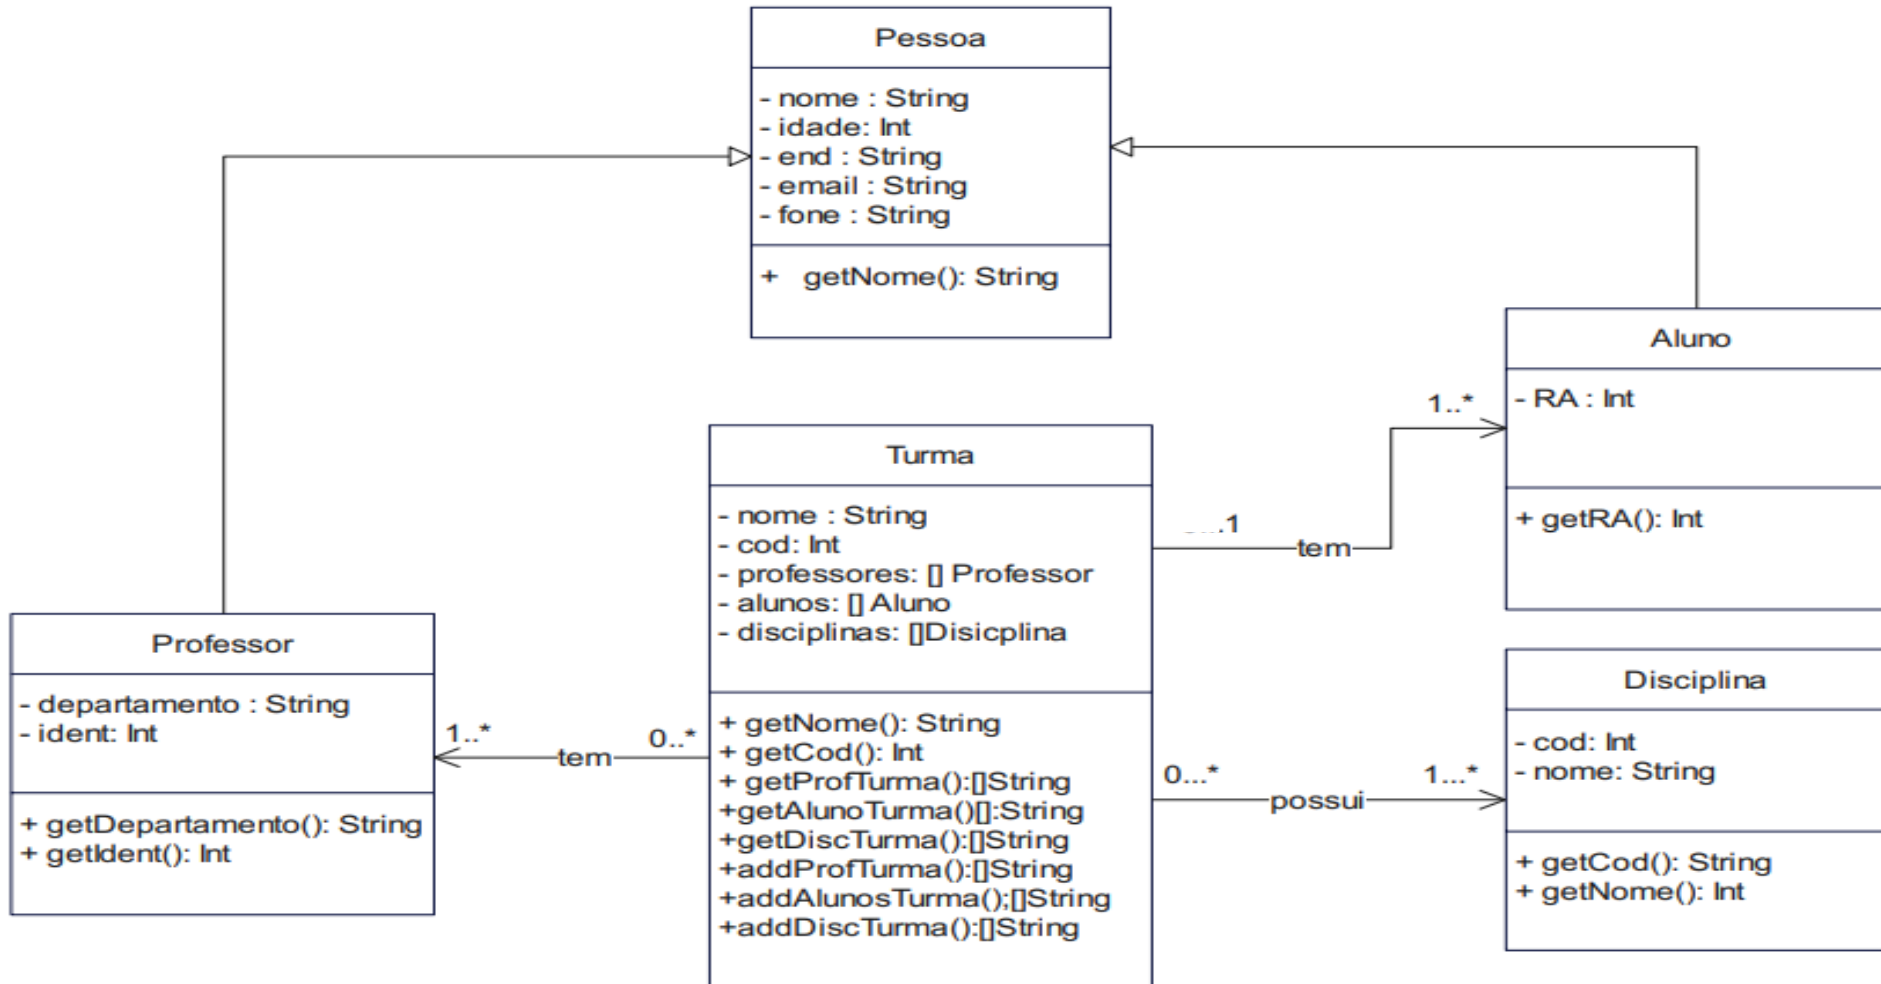 Pessoa
- nome : String
- idade: Int
- end : String
- email : String
- fone : String
+ getNome(): String
Aluno
- RA : Int
+ getRA(): Int
1..*
tem
Turma
- nome : String
- cod: Int
- professores: [] Professor
- alunos: [] Aluno
- disciplinas: []Disicplina
+ getNome(): String
+ getCod(): Int
+ getProfTurma():[]String
+getAlunoTurma()[]:String
+getDiscTurma():[]String
+addProfTurma():[]String
+addAlunosTurma();[]String
+addDiscTurma():[]String
Professor
- departamento : String
- ident: Int
+ getDepartamento(): String
+ getIdent(): Int
1..*
tem
0..*
0...*
possui
1...*
Disciplina
- cod: Int
- nome: String
+ getCod(): String
+ getNome(): Int